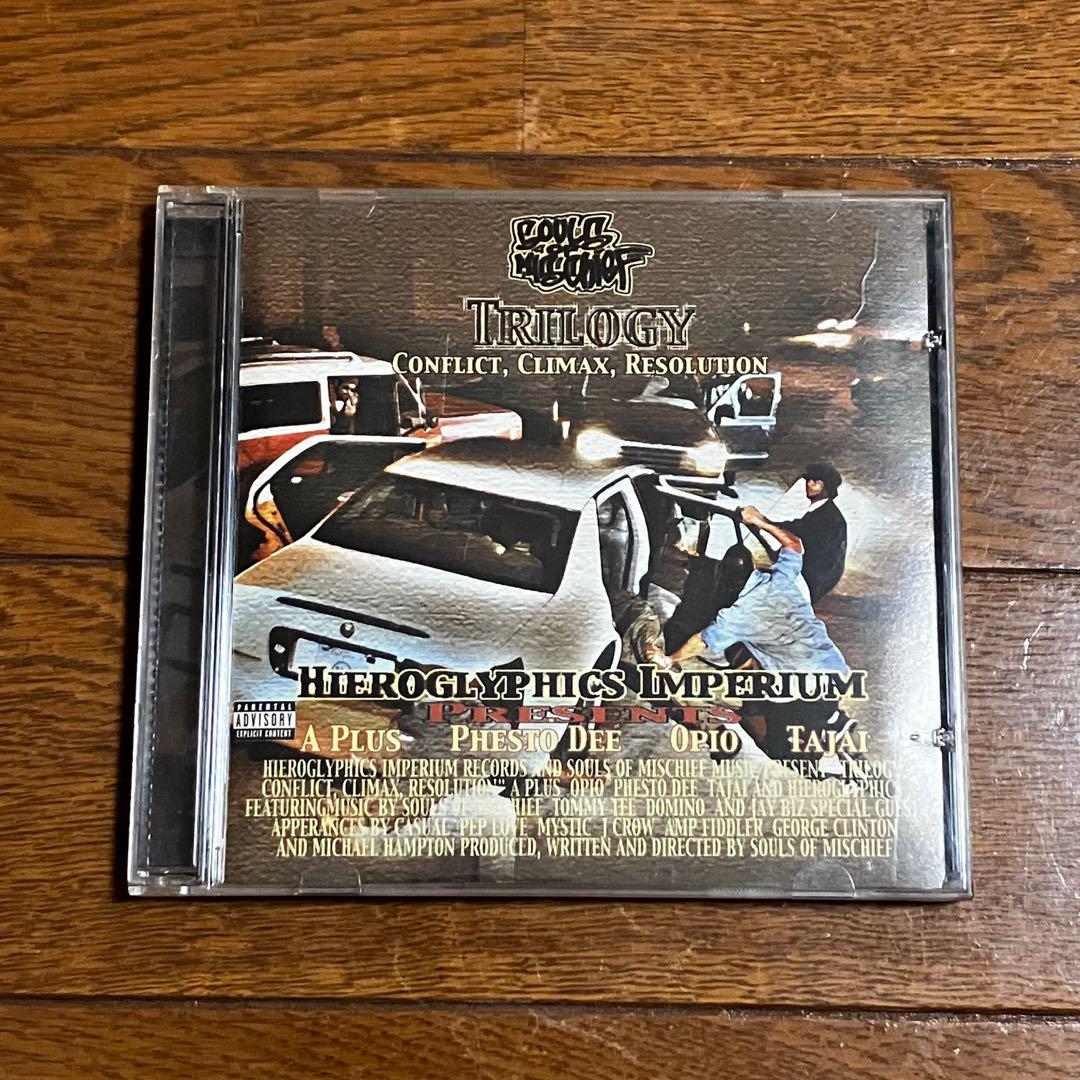 SOULS
OF
MISCHIEF
TRILOGY
CONFLICT, CLIMAX, RESOLUTION
HIEROGLYPHICS IMPERIUM
PRESENTS
PARENTAL
ADVISORY
EXPLICIT CONTENT
A PLUS PHESTO DEE OPIO TAJAI
HIEROGLYPHICS IMPERIUM RECORDS AND SOULS OF MISCHIEF MUSIC PRESENT "TRILOGY
CONFLICT, CLIMAX, RESOLUTION" A PLUS OPIO PHESTO DEE TAJAI AND HIEROGLYPHICS
FEATURINGMUSIC BY SOULS OF MISCHIEF TOMMY TEE DOMINO AND JAY BIZ SPECIAL GUEST
APPERANCES BY CASUAL PEP LOVE MYSTIC J CROW AMP FIDDLER GEORGE CLINTON
AND MICHAEL HAMPTON PRODUCED, WRITTEN AND DIRECTED BY SOULS OF MISCHIEF